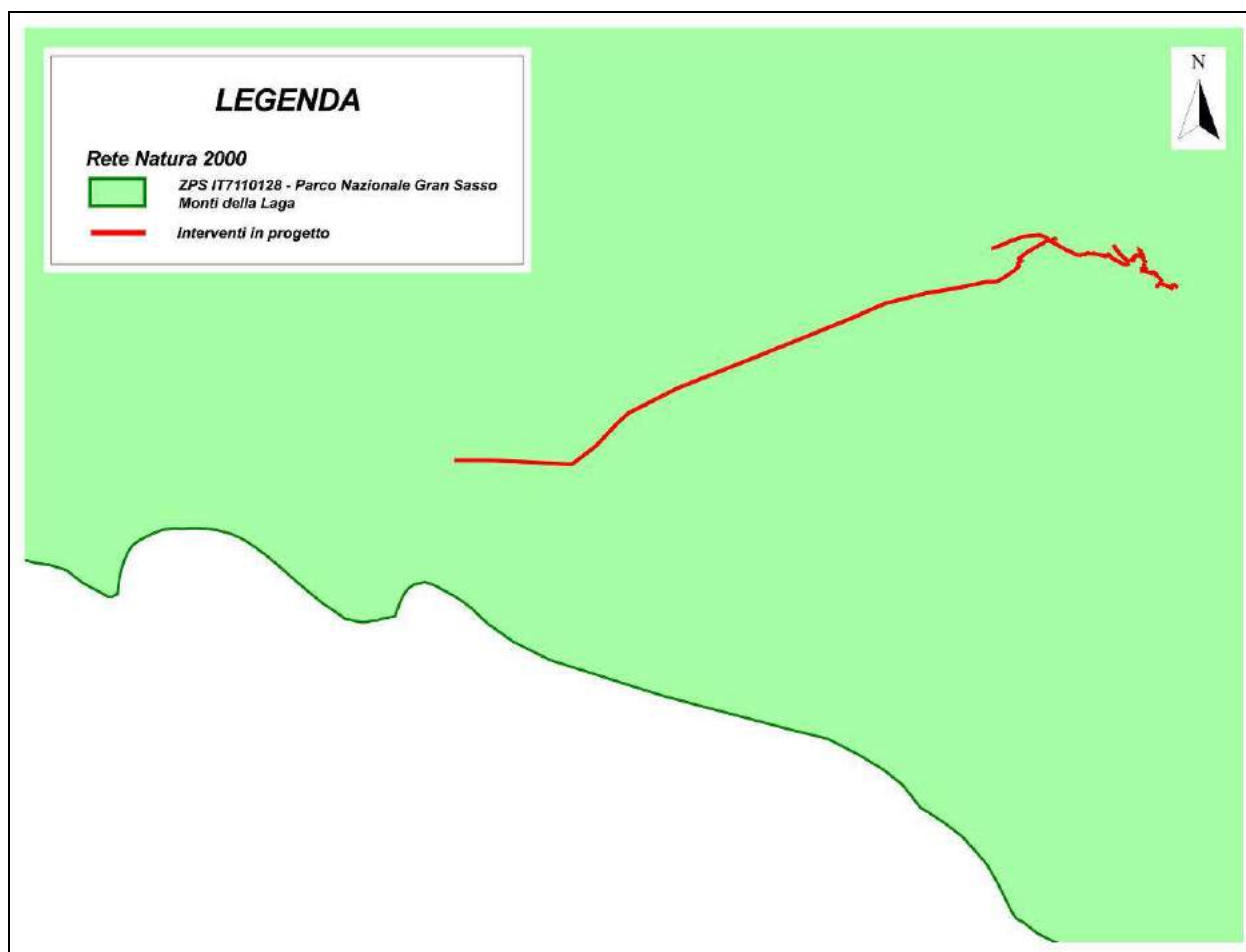 LEGENDA
N
Rete Natura 2000
ZPS IT7110128 - Parco Nazionale Gran Sasso
Monti della Laga
Interventi in progetto